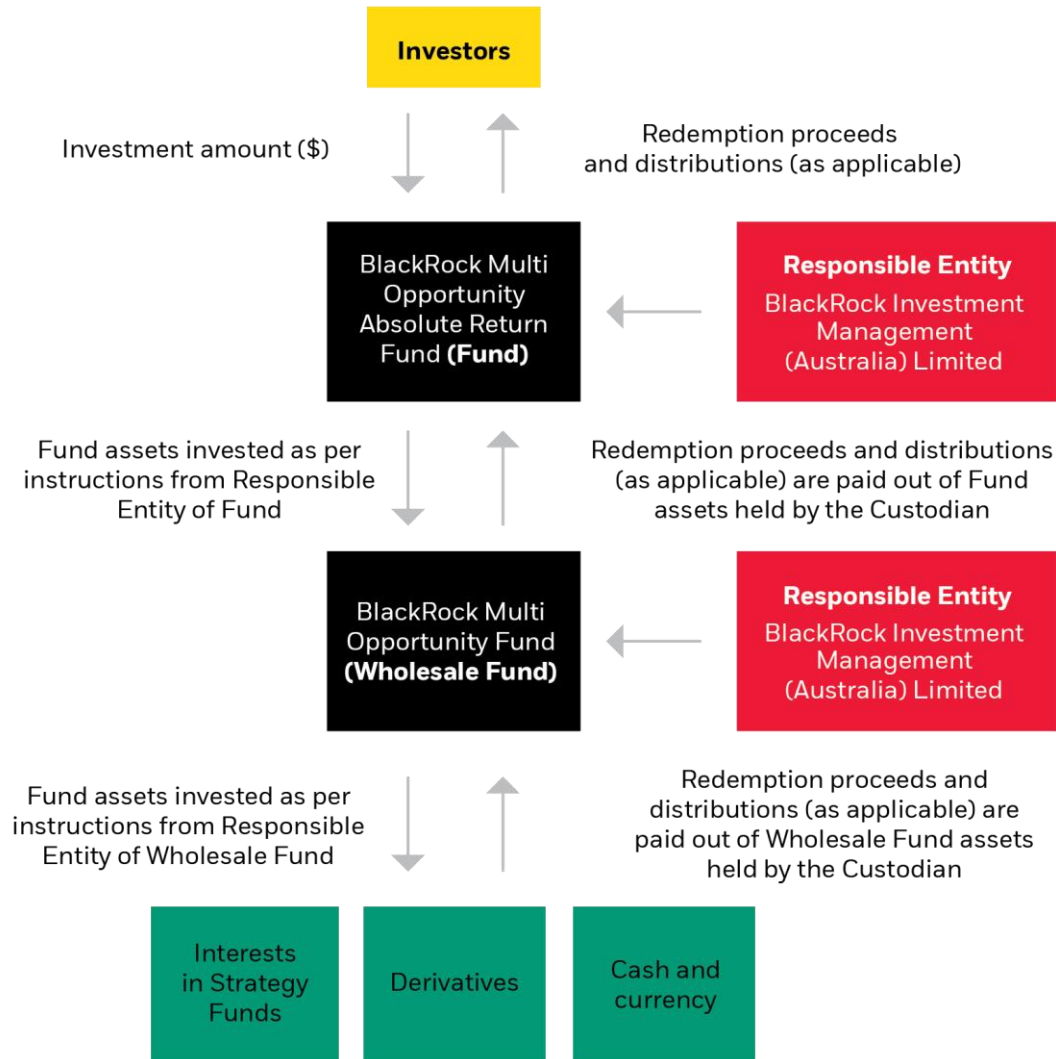 Investors
Investment amount ($)
Redemption proceeds
and distributions (as applicable)
BlackRock Multi
Opportunity
Absolute Return
Fund (Fund)
Responsible Entity
BlackRock Investment
Management
(Australia) Limited
Fund assets invested as per
instructions from Responsible
Entity of Fund
Redemption proceeds and distributions
(as applicable) are paid out of Fund
assets held by the Custodian
BlackRock Multi
Opportunity Fund
(Wholesale Fund)
Responsible Entity
BlackRock Investment
Management
(Australia) Limited
Fund assets invested as per
instructions from Responsible
Entity of Wholesale Fund
Redemption proceeds and
distributions (as applicable) are
paid out of Wholesale Fund assets
held by the Custodian
Interests
in Strategy
Funds
Derivatives
Cash and
currency